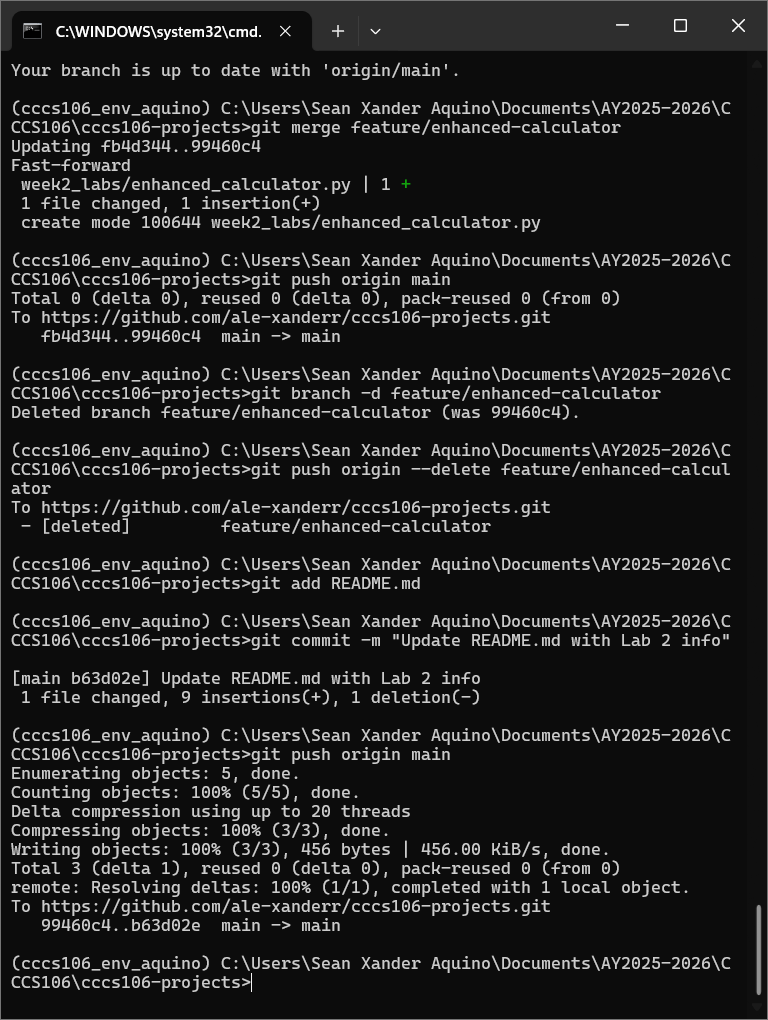 C:\WINDOWS\system32\cmd.
Your branch is up to date with 'origin/main'.
(cccs106_env_aquino) C:\Users\Sean Xander Aquino\Documents\AY2025-2026\C
CCS106\cccs106-projects>git merge feature/enhanced-calculator
Updating fb4d344..99460c4
Fast-forward
 week2_labs/enhanced_calculator.py | 1 +
 1 file changed, 1 insertion(+)
 create mode 100644 week2_labs/enhanced_calculator.py
(cccs106_env_aquino) C:\Users\Sean Xander Aquino\Documents\AY2025-2026\C
CCS106\cccs106-projects>git push origin main
Total 0 (delta 0), reused 0 (delta 0), pack-reused 0 (from 0)
To https://github.com/ale-xanderr/cccs106-projects.git
   fb4d344..99460c4  main -> main
(cccs106_env_aquino) C:\Users\Sean Xander Aquino\Documents\AY2025-2026\C
CCS106\cccs106-projects>git branch -d feature/enhanced-calculator
Deleted branch feature/enhanced-calculator (was 99460c4).
(cccs106_env_aquino) C:\Users\Sean Xander Aquino\Documents\AY2025-2026\C
CCS106\cccs106-projects>git push origin --delete feature/enhanced-calcul
ator
To https://github.com/ale-xanderr/cccs106-projects.git
 - [deleted]         feature/enhanced-calculator
(cccs106_env_aquino) C:\Users\Sean Xander Aquino\Documents\AY2025-2026\C
CCS106\cccs106-projects>git add README.md
(cccs106_env_aquino) C:\Users\Sean Xander Aquino\Documents\AY2025-2026\C
CCS106\cccs106-projects>git commit -m "Update README.md with Lab 2 info"
[main b63d02e] Update README.md with Lab 2 info
 1 file changed, 9 insertions(+), 1 deletion(-)
(cccs106_env_aquino) C:\Users\Sean Xander Aquino\Documents\AY2025-2026\C
CCS106\cccs106-projects>git push origin main
Enumerating objects: 5, done.
Counting objects: 100% (5/5), done.
Delta compression using up to 20 threads
Compressing objects: 100% (3/3), done.
Writing objects: 100% (3/3), 456 bytes | 456.00 KiB/s, done.
Total 3 (delta 1), reused 0 (delta 0), pack-reused 0 (from 0)
remote: Resolving deltas: 100% (1/1), completed with 1 local object.
To https://github.com/ale-xanderr/cccs106-projects.git
   99460c4..b63d02e  main -> main
(cccs106_env_aquino) C:\Users\Sean Xander Aquino\Documents\AY2025-2026\C
CCS106\cccs106-projects>